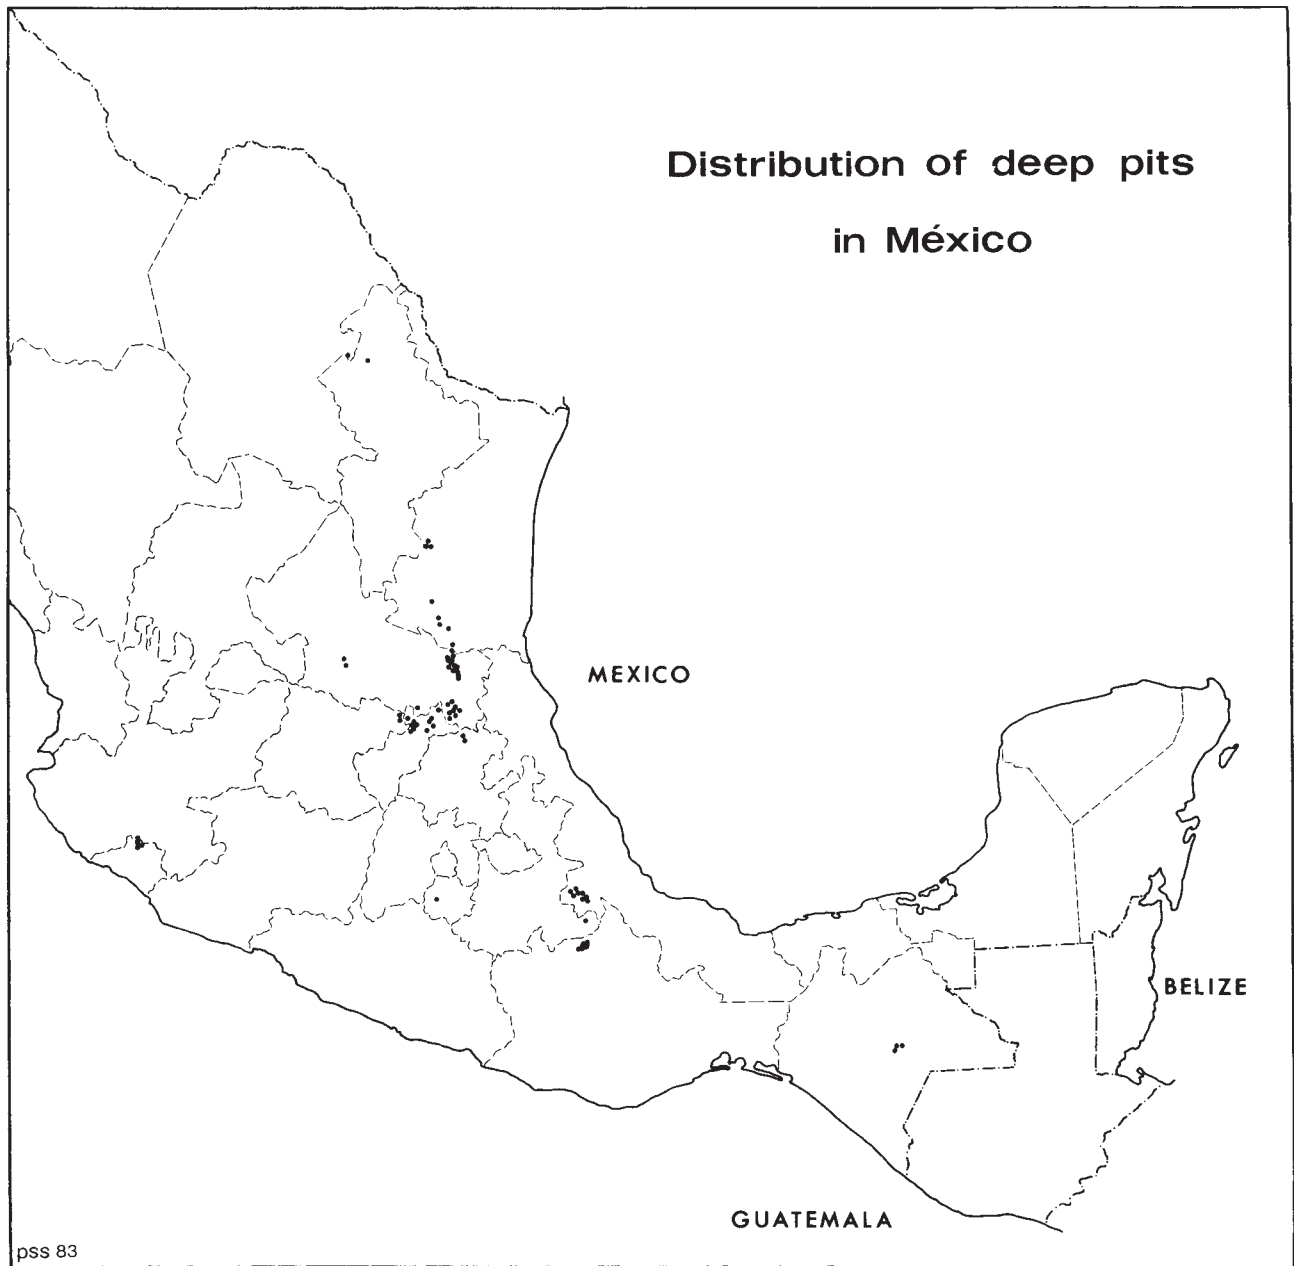 Distribution of deep pits
in México
MEXICO
BELIZE
GUATEMALA
pss 83